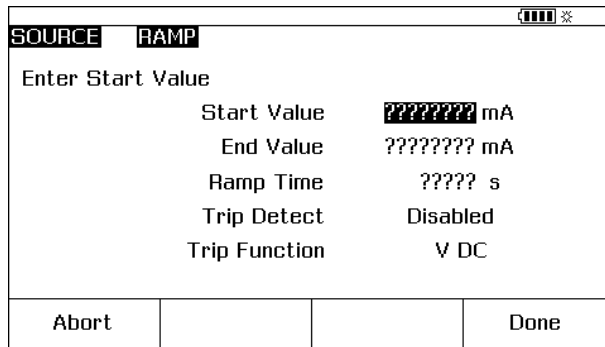 SOURCE RAMP
Enter Start Value
Start Value ???????? mA
End Value ???????? mA
Ramp Time ????? s
Trip Detect Disabled
Trip Function V DC
Abort Done